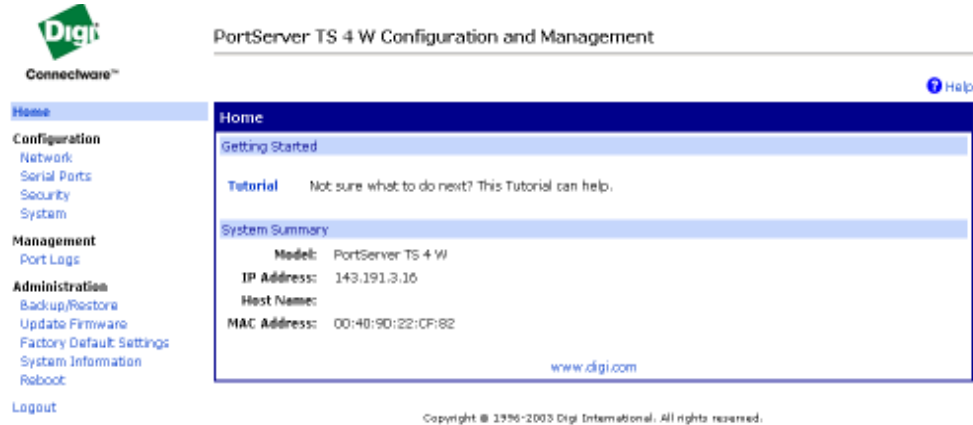 Digi
Connectware™
PortServer TS 4 W Configuration and Management
Help
Home
Configuration
Network
Serial Ports
Security
System
Management
Port Logs
Administration
Backup/Restore
Update Firmware
Factory Default Settings
System Information
Reboot
Logout
Home
Getting Started
Tutorial Not sure what to do next? This Tutorial can help.
System Summary
Model: PortServer TS 4 W
IP Address: 143.191.3.16
Host Name:
MAC Address: 00:40:9D:22:CF:82
www.digi.com
Copyright © 1996-2003 Digi International. All rights reserved.